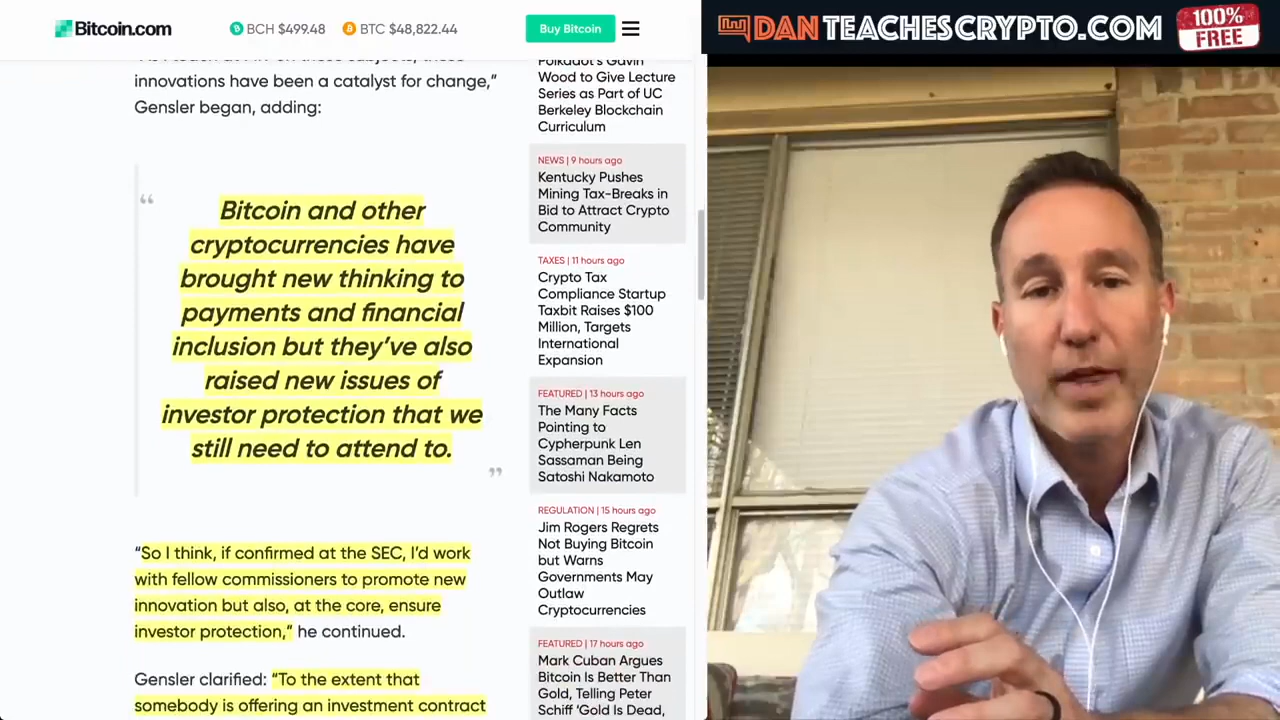 Bitcoin.com
BCH $499.48
BTC $48,822.44
Buy Bitcoin
innovations have been a catalyst for change,”
Gensler began, adding:
“
Bitcoin and other
cryptocurrencies have
brought new thinking to
payments and financial
inclusion but they’ve also
raised new issues of
investor protection that we
still need to attend to.
”
“So I think, if confirmed at the SEC, I’d work
with fellow commissioners to promote new
innovation but also, at the core, ensure
investor protection,” he continued.
Gensler clarified: “To the extent that
somebody is offering an investment contract
Polkadot's Gavin
Wood to Give Lecture
Series as Part of UC
Berkeley Blockchain
Curriculum
NEWS | 9 hours ago
Kentucky Pushes
Mining Tax-Breaks in
Bid to Attract Crypto
Community
TAXES | 11 hours ago
Crypto Tax
Compliance Startup
Taxbit Raises $100
Million, Targets
International
Expansion
FEATURED | 13 hours ago
The Many Facts
Pointing to
Cypherpunk Len
Sassaman Being
Satoshi Nakamoto
REGULATION | 15 hours ago
Jim Rogers Regrets
Not Buying Bitcoin
but Warns
Governments May
Outlaw
Cryptocurrencies
FEATURED | 17 hours ago
Mark Cuban Argues
Bitcoin Is Better Than
Gold, Telling Peter
Schiff ‘Gold Is Dead,
DANTEACHESCRYPTO.COM
100%
FREE